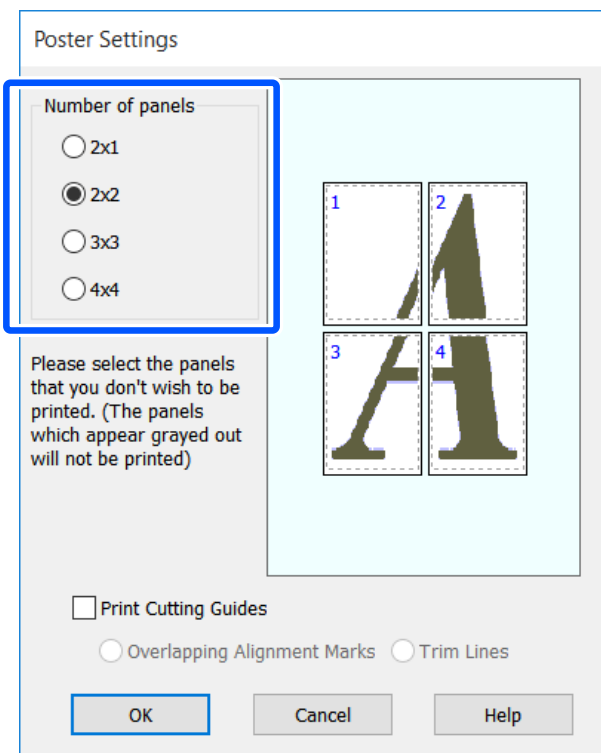 Poster Settings
Number of panels
2x1
2x2
3x3
4x4
1
2
3
4
Please select the panels
that you don't wish to be
printed. (The panels
which appear grayed out
will not be printed)
Print Cutting Guides
Overlapping Alignment Marks Trim Lines
OK Cancel Help